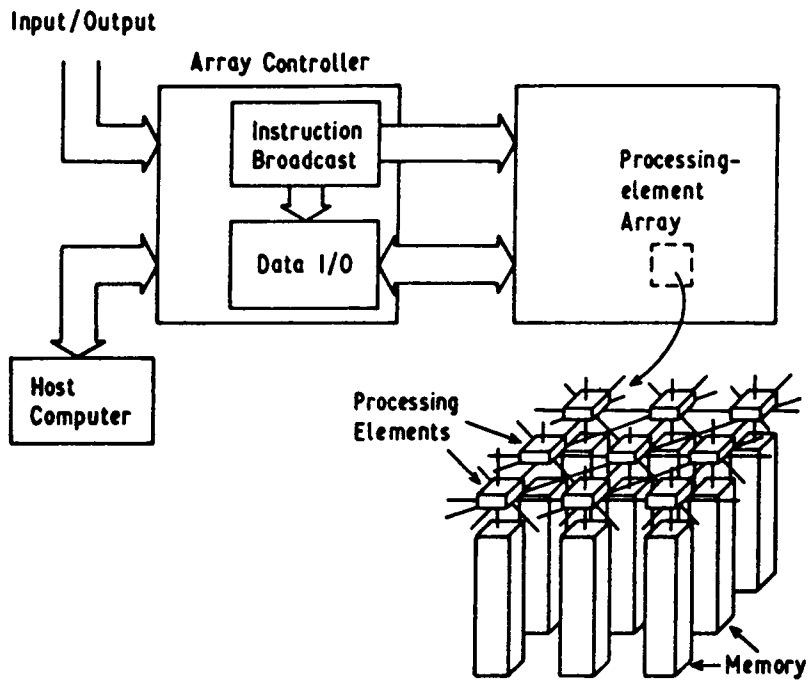 Input/Output
Array Controller
Instruction
Broadcast
Data I/O
Processing-
element
Array
Host
Computer
Processing
Elements
Memory